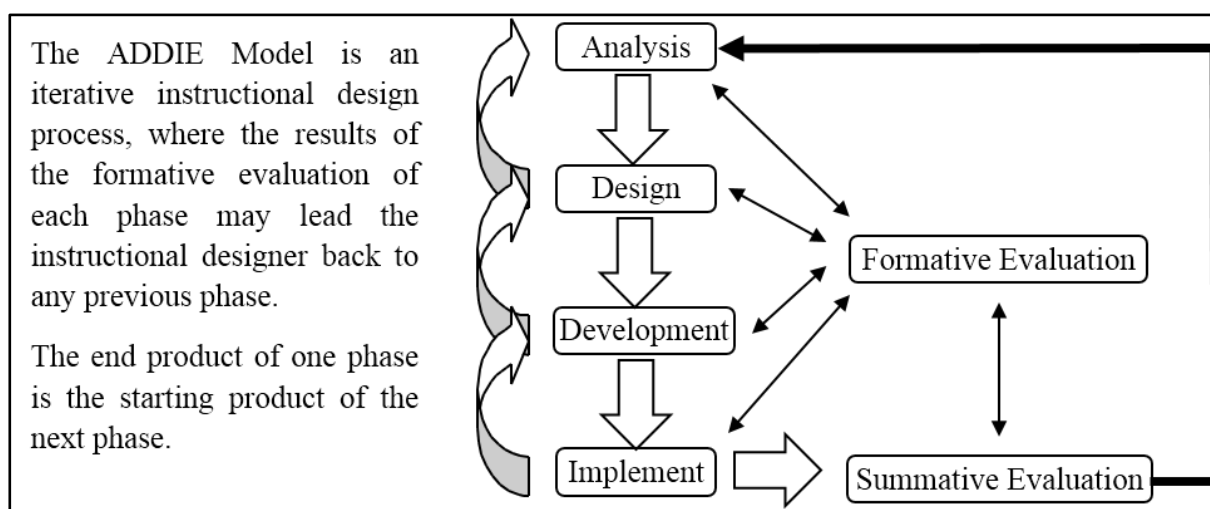 The ADDIE Model is an
iterative instructional design
process, where the results of
the formative evaluation of
each phase may lead the
instructional designer back to
any previous phase.
The end product of one phase
is the starting product of the
next phase.
Analysis
Design
Formative Evaluation
Development
Implement
Summative Evaluation